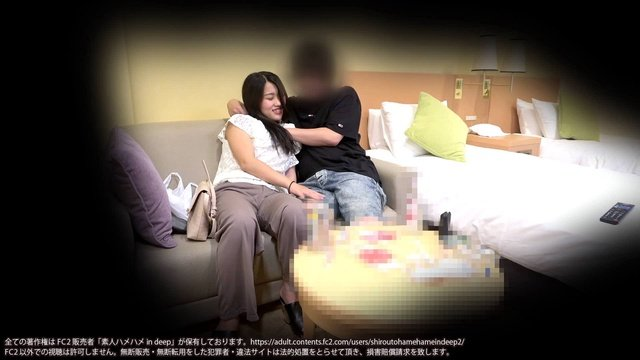 全ての著作権は FC2 販売者「素人ハメハメ in deep」が保有しております。https://adult.contents.fc2.com/users/shiroutohamehameindeep2/
FC2 以外での視聴は許可しません。無断販売・無断転用をした犯罪者・違法サイトは法的処置をとらせて頂き、損害賠償請求を致します。